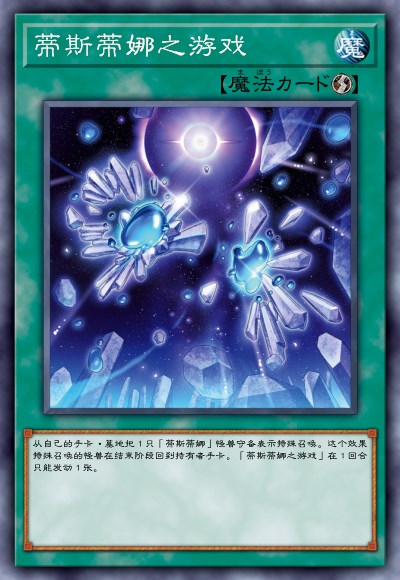 蒂斯蒂娜之游戏
魔
【魔法カード】
まほう
从自己的手卡・墓地把1只「蒂斯蒂娜」怪兽守备表示特殊召唤。这个效果
特殊召唤的怪兽在结束阶段回到持有者手卡。「蒂斯蒂娜之游戏」在1回合
只能发动1张。